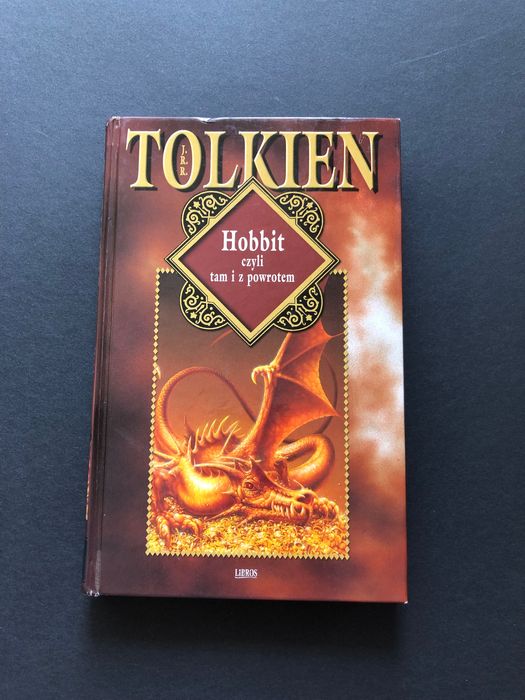 TOLKIEN
J.
R.
R.
Hobbit
czyli
tam i z powrotem
LIBROS